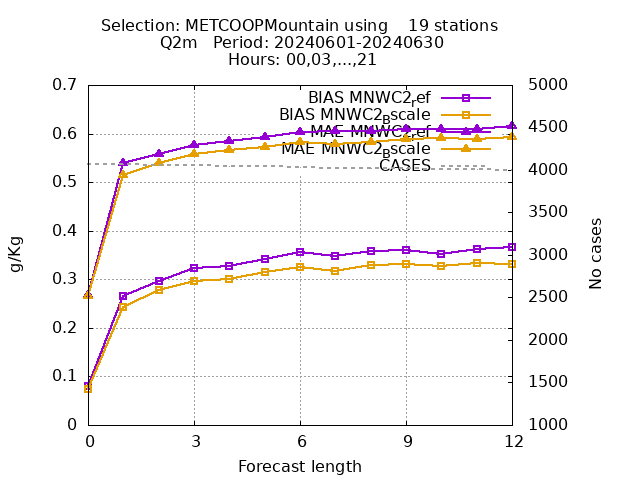 Selection: METCOOPMountain using    19 stations
Q2m   Period: 20240601-20240630
Hours: 00,03,...,21
0.7
0.6
0.5
0.4
0.3
0.2
0.1
0
5000
4500
4000
3500
3000
2500
2000
1500
1000
BIAS MNWC2ref
BIAS MNWC2Bscale
MAE MNWC2ref
MAE MNWC2Bscale
CASES
g/Kg
No cases
0
3
6
9
12
Forecast length